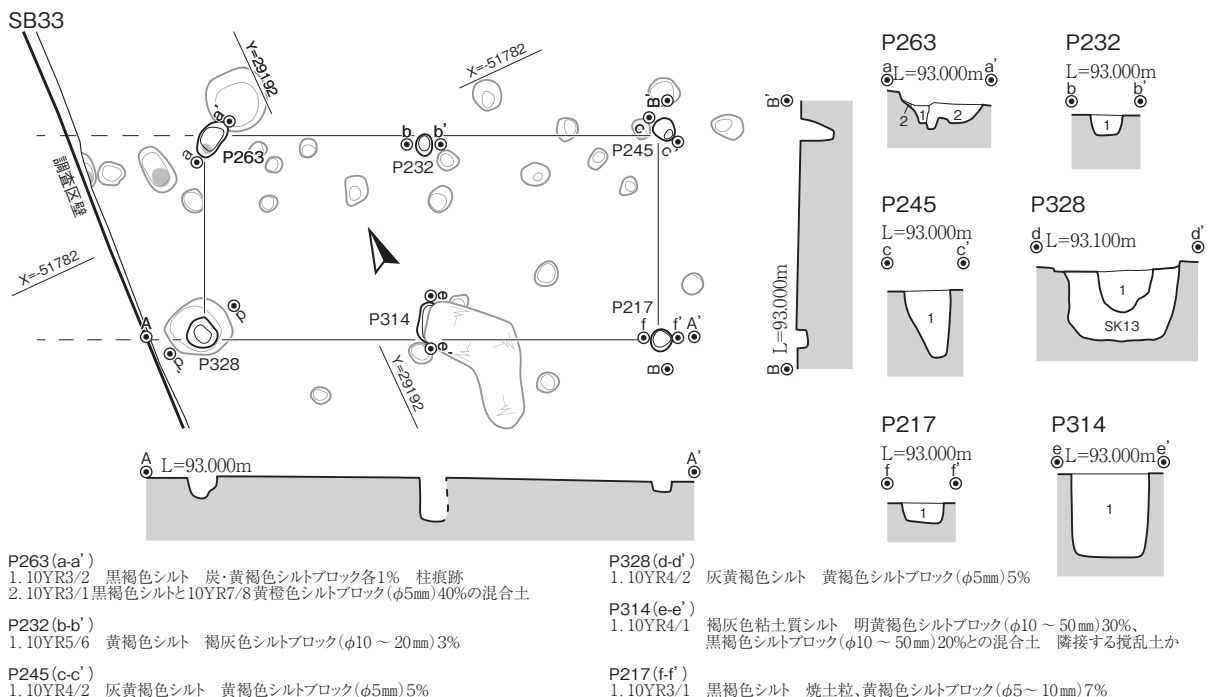 SB33
Y=29192
X=-51782
a'
a
P263
b
b'
P232
B'
c
c'
P245
調査区壁
X=-51782
A
d'
d
P328
e
e'
P314
Y=29192
P217
f
f'
A'
B
B'
L=93.000m
B
A
L=93.000m
A'
P263
a
L=93.000m
a'
2
1
2
P232
L=93.000m
b
b'
1
P245
L=93.000m
c
c'
1
P328
d
L=93.100m
d'
1
SK13
P217
L=93.000m
f
f'
1
P314
e
L=93.000m
e'
1
P263(a-a')
1. 10YR3/2 黒褐色シルト 炭・黄褐色シルトブロック各1% 柱痕跡
2. 10YR3/1黒褐色シルトと10YR7/8黄橙色シルトブロック(φ5㎜)40%の混合土
P232(b-b')
1. 10YR5/6 黄褐色シルト 褐灰色シルトブロック(φ10～20㎜)3%
P245(c-c')
1. 10YR4/2 灰黄褐色シルト 黄褐色シルトブロック(φ5㎜)5%
P328(d-d')
1. 10YR4/2 灰黄褐色シルト 黄褐色シルトブロック(φ5㎜)5%
P314(e-e')
1. 10YR4/1 褐灰色粘土質シルト 明黄褐色シルトブロック(φ10～50㎜)30%、
黒褐色シルトブロック(φ10～50㎜)20%との混合土 隣接する撹乱土か
P217(f-f')
1. 10YR3/1 黒褐色シルト 焼土粒、黄褐色シルトブロック(φ5～10㎜)7%